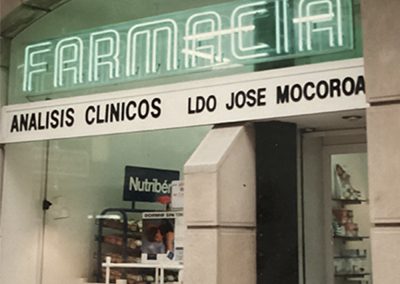 FARMACIA
ANALISIS CLINICOS LDO JOSE MOCOROA
Nutribén